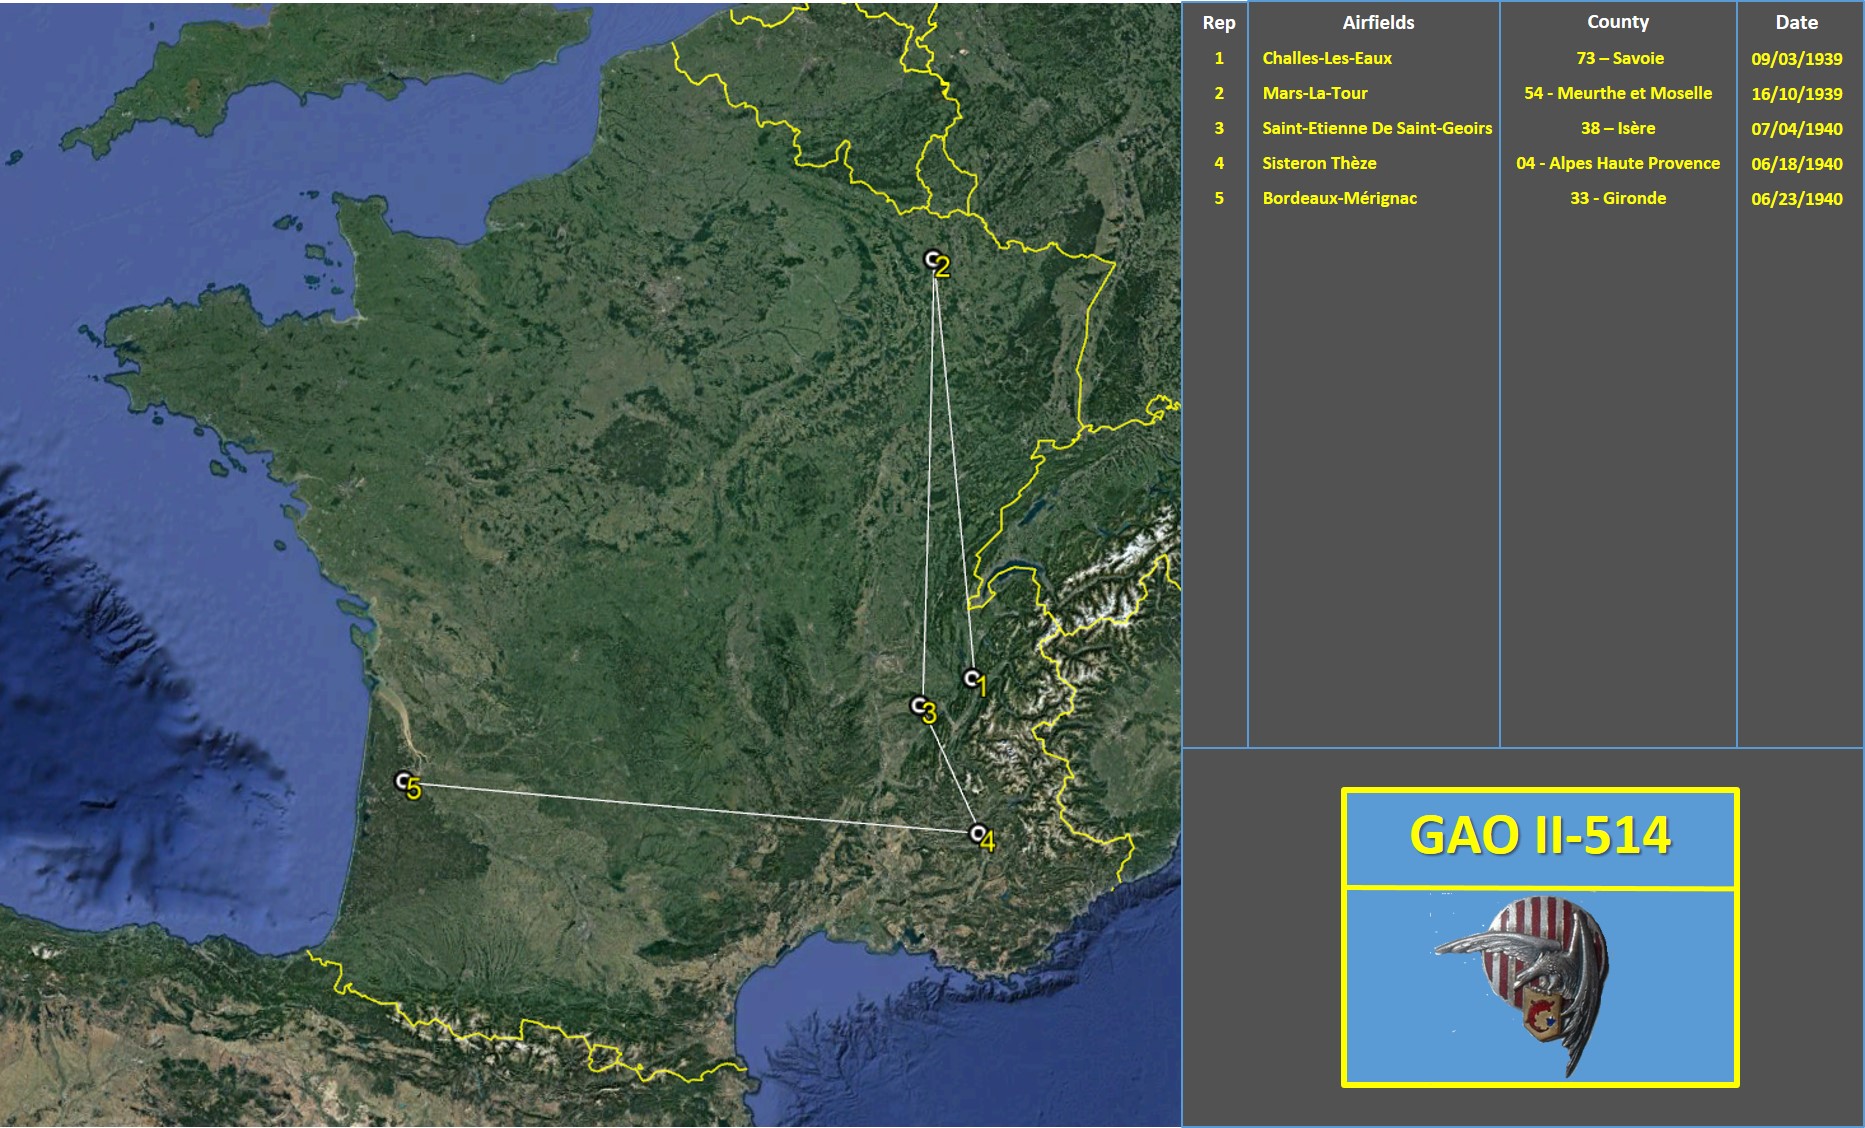 Rep Airfields County Date
1 Challes-Les-Eaux 73 – Savoie 09/03/1939
2 Mars-La-Tour 54 - Meurthe et Moselle 16/10/1939
3 Saint-Etienne De Saint-Geoirs 38 – Isère 07/04/1940
4 Sisteron Thèze 04 - Alpes Haute Provence 06/18/1940
5 Bordeaux-Mérignac 33 - Gironde 06/23/1940
2
1
3
5
4
GAO II-514